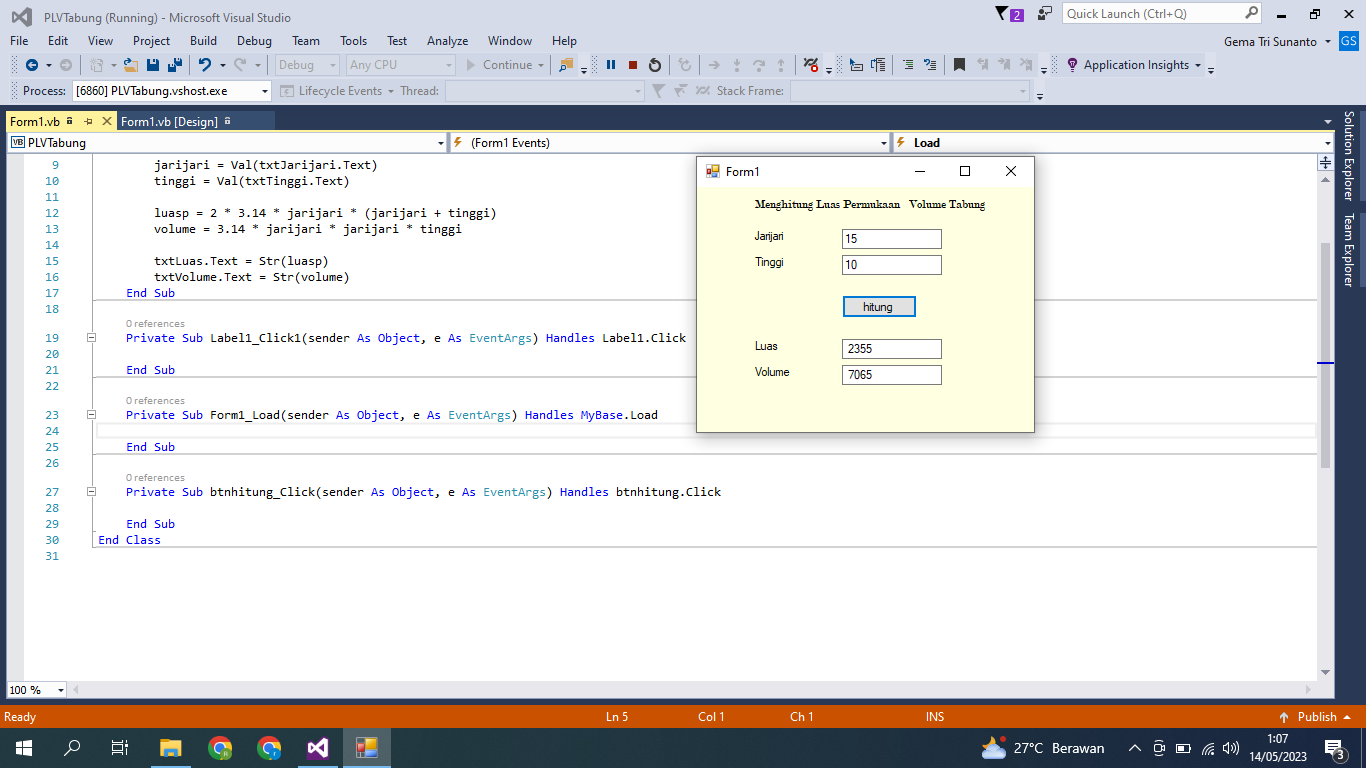 PLVTabung (Running) - Microsoft Visual Studio
2
Quick Launch (Ctrl+Q)
File Edit View Project Build Debug Team Tools Test Analyze Window Help
Gema Tri Sunanto GS
Debug Any CPU Continue Application Insights
Process: [6860] PLVTabung.vshost.exe Lifecycle Events Thread: Stack Frame:
Form1.vb Form1.vb [Design]
VB PLVTabung (Form1 Events) Load
9 jarijari = Val(txtJarijari.Text)
10 tinggi = Val(txtTinggi.Text)
11
12 luasp = 2 * 3.14 * jarijari * (jarijari + tinggi)
13 volume = 3.14 * jarijari * jarijari * tinggi
14
15 txtLuas.Text = Str(luasp)
16 txtVolume.Text = Str(volume)
17 End Sub
18
0 references
19 Private Sub Label1_Click1(sender As Object, e As EventArgs) Handles Label1.Click
20
21 End Sub
22
0 references
23 Private Sub Form1_Load(sender As Object, e As EventArgs) Handles MyBase.Load
24
25 End Sub
26
0 references
27 Private Sub btnhitung_Click(sender As Object, e As EventArgs) Handles btnhitung.Click
28
29 End Sub
30 End Class
31
Form1
Menghitung Luas Permukaan Volume Tabung
Jarijari 15
Tinggi 10
hitung
Luas 2355
Volume 7065
Solution Explorer
Team Explorer
100 %
Ready Ln 5 Col 1 Ch 1 INS Publish
27°C Berawan
1:07
14/05/2023
3